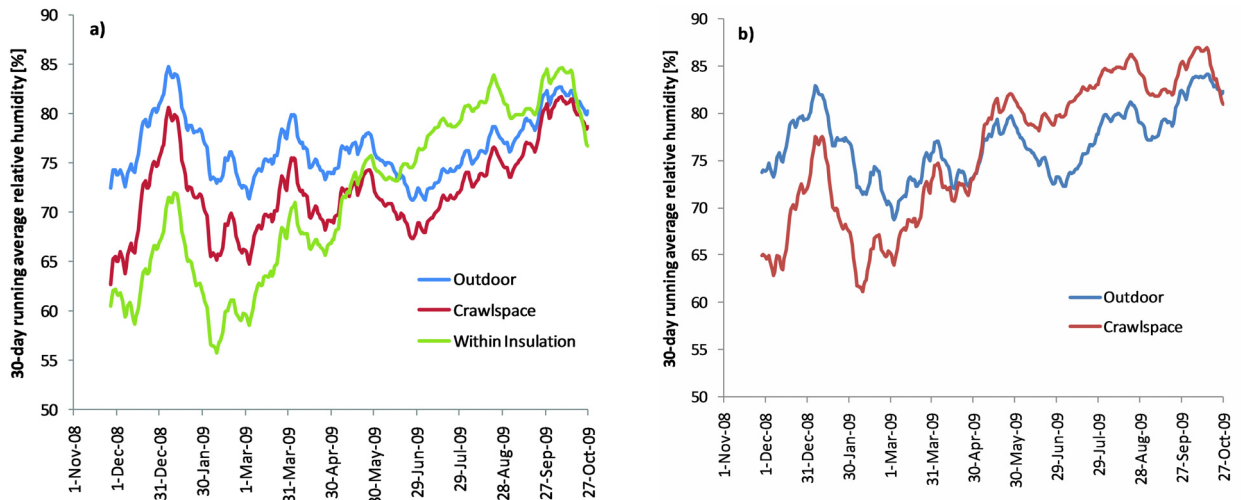 a)
30-day running average relative humidity [%]
90
85
80
75
70
65
60
55
50
Outdoor
Crawlspace
Within Insulation
1-Nov-08
1-Dec-08
31-Dec-08
30-Jan-09
1-Mar-09
31-Mar-09
30-Apr-09
30-May-09
29-Jun-09
29-Jul-09
28-Aug-09
27-Sep-09
27-Oct-09
b)
30-day running average relative humidity [%]
90
85
80
75
70
65
60
55
50
Outdoor
Crawlspace
1-Nov-08
1-Dec-08
31-Dec-08
30-Jan-09
1-Mar-09
31-Mar-09
30-Apr-09
30-May-09
29-Jun-09
29-Jul-09
28-Aug-09
27-Sep-09
27-Oct-09